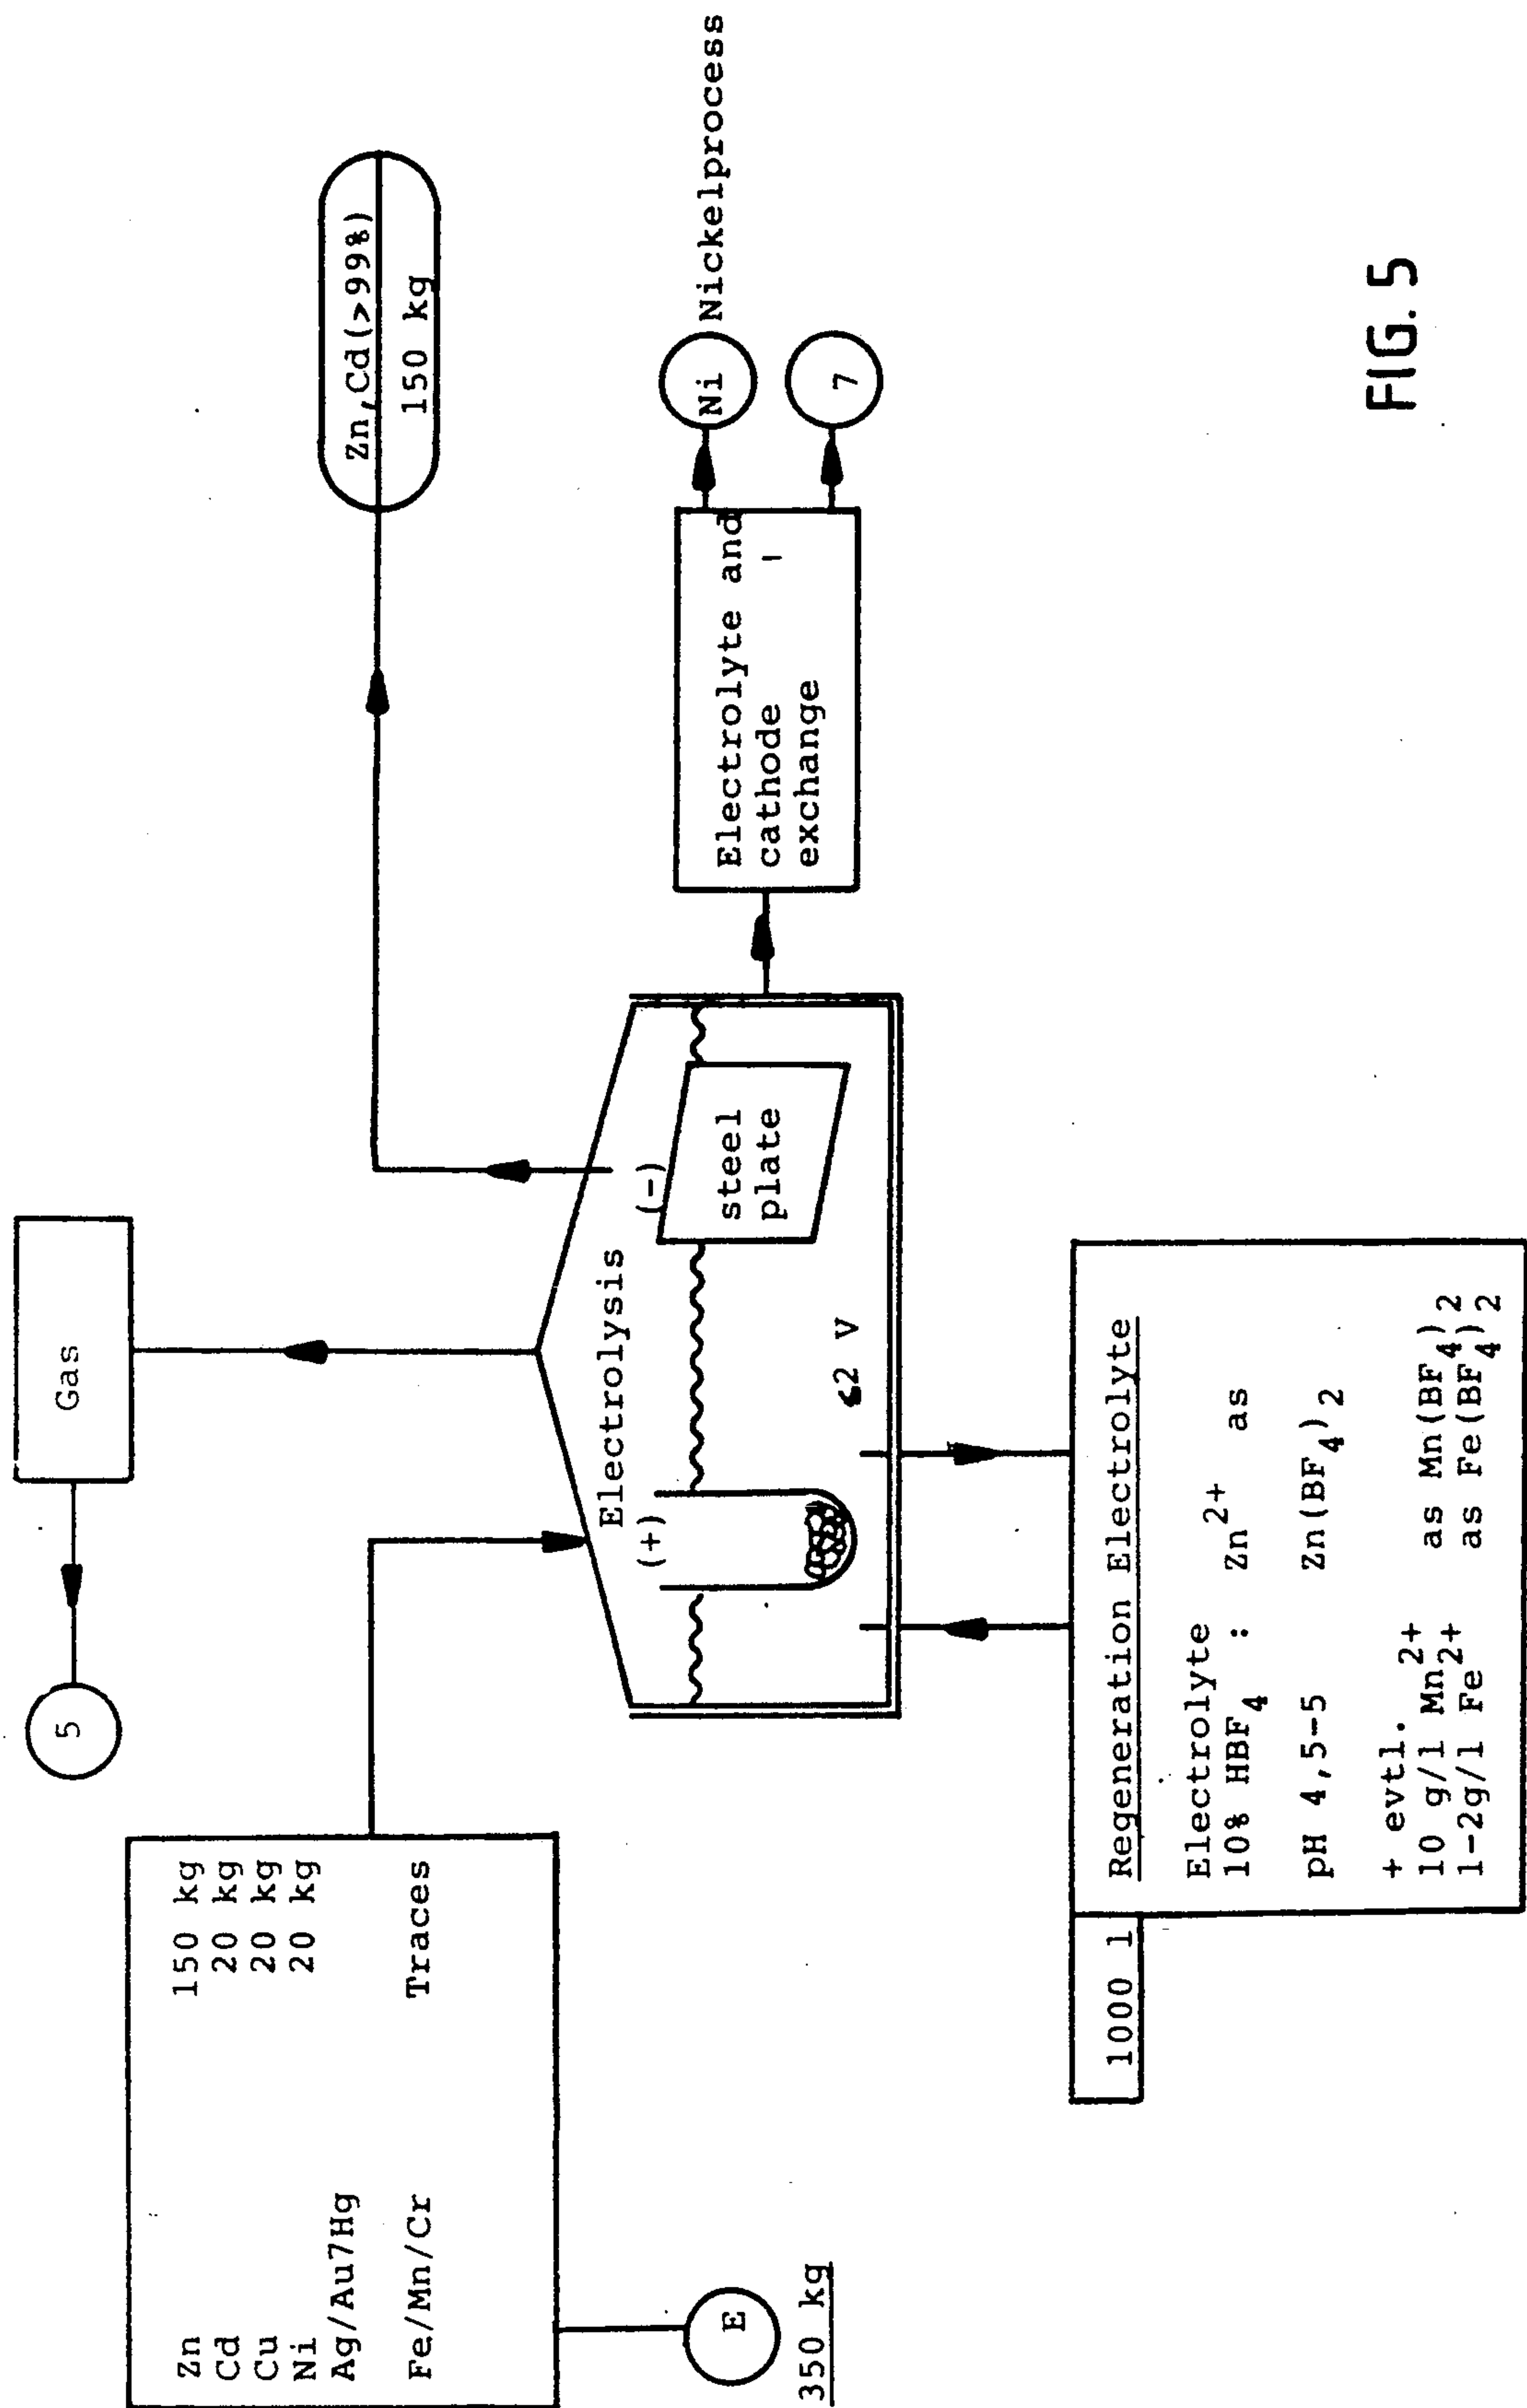 5
Gas
Zn 150 kg
Cd 20 kg
Cu 20 kg
Ni 20 kg
Ag/Au7Hg
Fe/Mn/Cr Traces
E
350 kg
Electrolysis
(+)
(-)
steel
plate
≤2 V
Zn,Cd(>99%)
150 kg
Electrolyte and
cathode
exchange
Ni
Nickelprocess
7
1000 l
Regeneration Electrolyte
Electrolyte
10% HBF4 : Zn2+ as
pH 4,5-5 Zn(BF4)2
+ evtl.
10 g/l Mn2+ as Mn(BF4)2
1-2g/l Fe2+ as Fe(BF4)2
FIG. 5